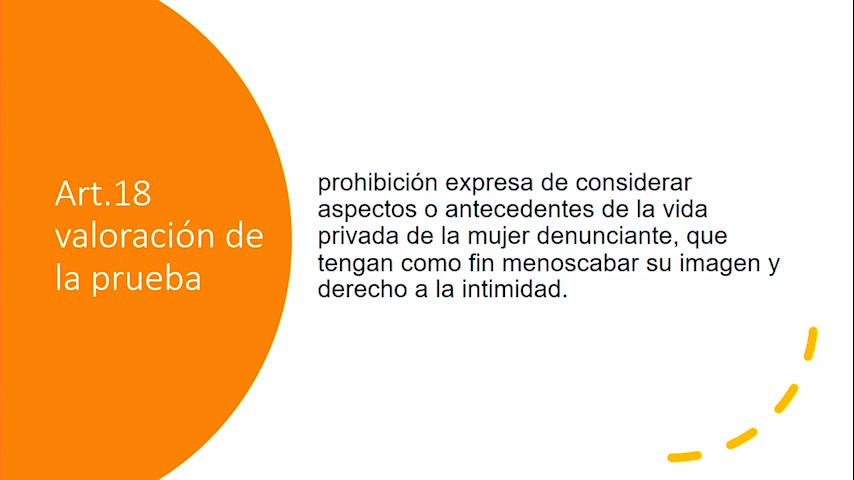 Art.18
valoración de
la prueba
prohibición expresa de considerar
aspectos o antecedentes de la vida
privada de la mujer denunciante, que
tengan como fin menoscabar su imagen y
derecho a la intimidad.